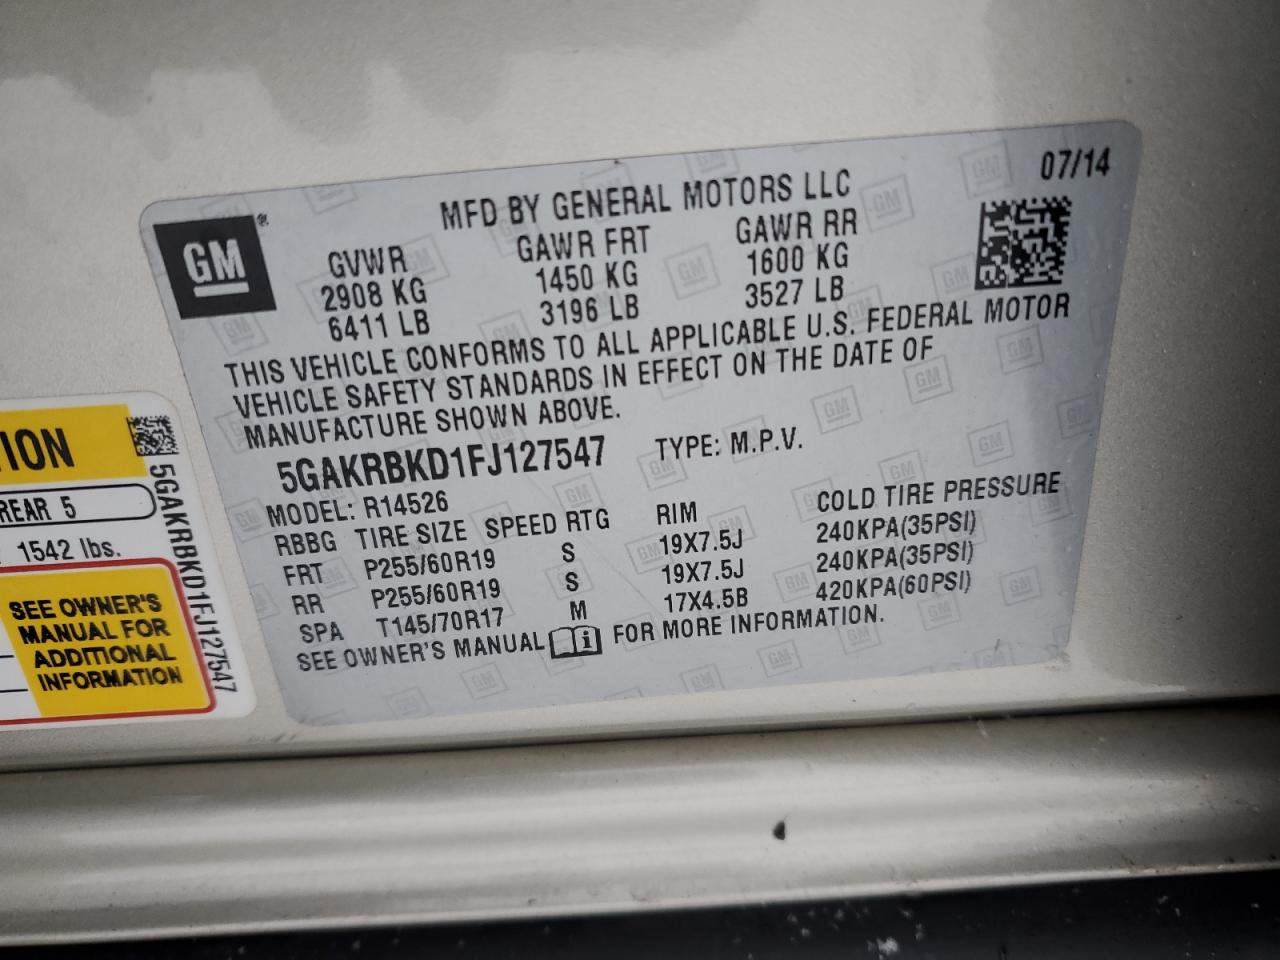 07/14
MFD BY GENERAL MOTORS LLC
GM®
GVWR GAWR FRT GAWR RR
2908 KG 1450 KG 1600 KG
6411 LB 3196 LB 3527 LB
THIS VEHICLE CONFORMS TO ALL APPLICABLE U.S. FEDERAL MOTOR
VEHICLE SAFETY STANDARDS IN EFFECT ON THE DATE OF
MANUFACTURE SHOWN ABOVE.
5GAKRBKD1FJ127547 TYPE: M.P.V.
MODEL: R14526
RBBG TIRE SIZE SPEED RTG RIM COLD TIRE PRESSURE
FRT P255/60R19 S 19X7.5J 240KPA(35PSI)
RR P255/60R19 S 19X7.5J 240KPA(35PSI)
SPA T145/70R17 M 17X4.5B 420KPA(60PSI)
SEE OWNER'S MANUAL i FOR MORE INFORMATION.
TION
REAR 5
1542 lbs.
SEE OWNER'S
MANUAL FOR
ADDITIONAL
INFORMATION
5GAKRBKD1FJ127547